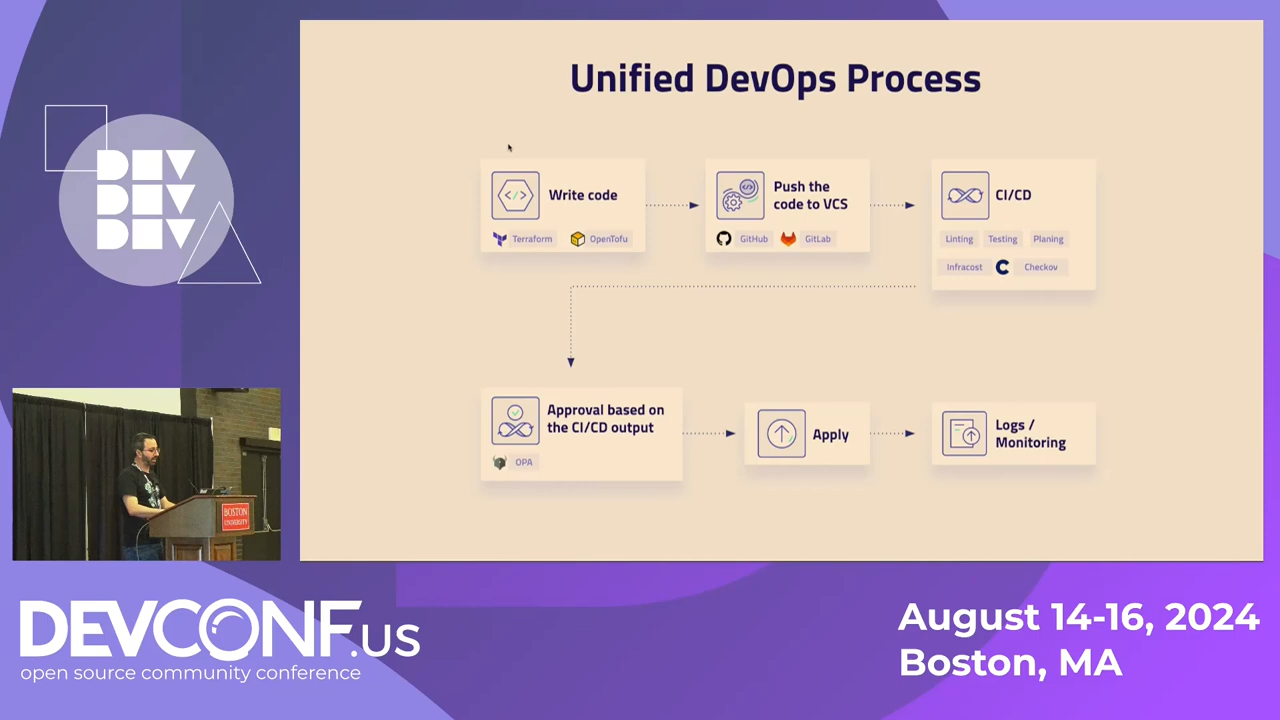 Unified DevOps Process
Write code
Terraform
OpenTofu
Push the
code to VCS
GitHub
GitLab
CI/CD
Linting
Testing
Planing
Infracost
Checkov
Approval based on
the CI/CD output
OPA
Apply
Logs /
Monitoring
DEV
DEV
DEV
BOSTON
UNIVERSITY
DEVCONF.US
open source community conference
August 14-16, 2024
Boston, MA